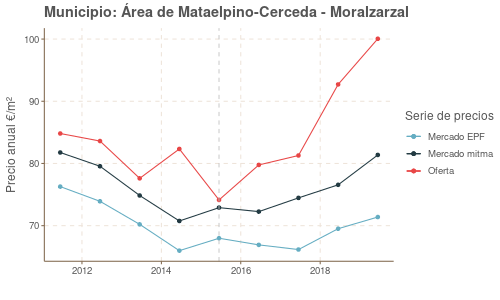 Municipio: Área de Mataelpino-Cerceda - Moralzarzal
Precio anual €/m²
100
90
80
70
2012
2014
2016
2018
Serie de precios
Mercado EPF
Mercado mitma
Oferta